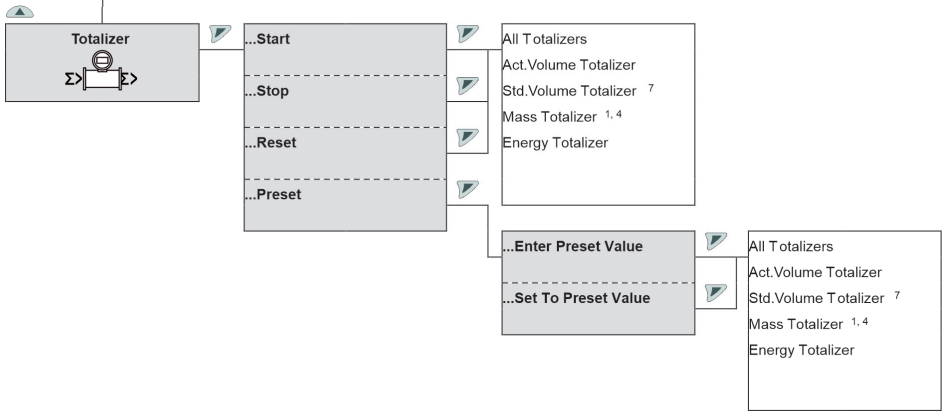 Totalizer
Σ> Σ>
...Start
...Stop
...Reset
...Preset
All Totalizers
Act.Volume Totalizer
Std.Volume Totalizer 7
Mass Totalizer 1, 4
Energy Totalizer
...Enter Preset Value
...Set To Preset Value
All Totalizers
Act.Volume Totalizer
Std.Volume Totalizer 7
Mass Totalizer 1, 4
Energy Totalizer